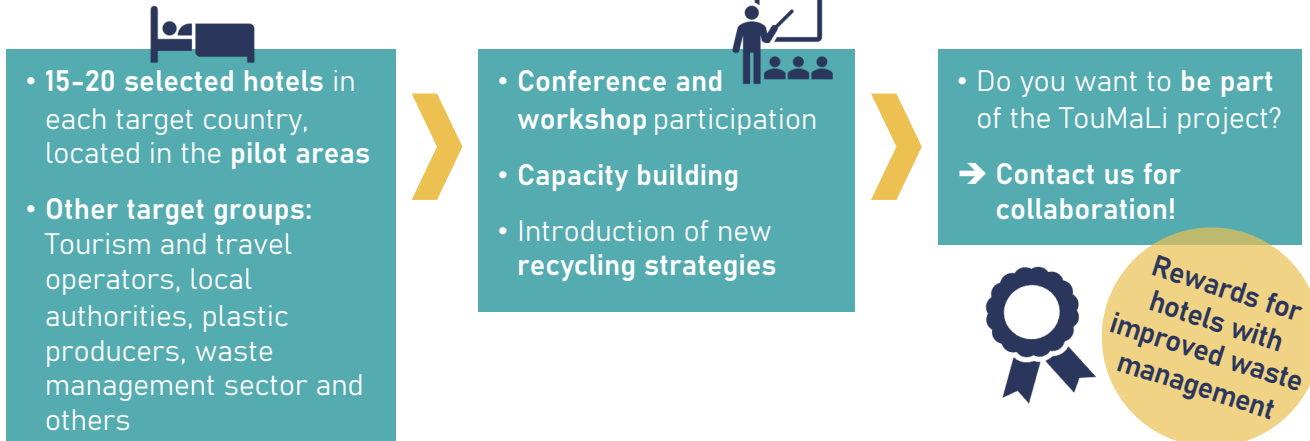 • 15-20 selected hotels in
each target country,
located in the pilot areas
• Other target groups:
Tourism and travel
operators, local
authorities, plastic
producers, waste
management sector and
others
• Conference and
workshop participation
• Capacity building
• Introduction of new
recycling strategies
• Do you want to be part
of the TouMaLi project?
➔ Contact us for
collaboration!
Rewards for
hotels with
improved waste
management